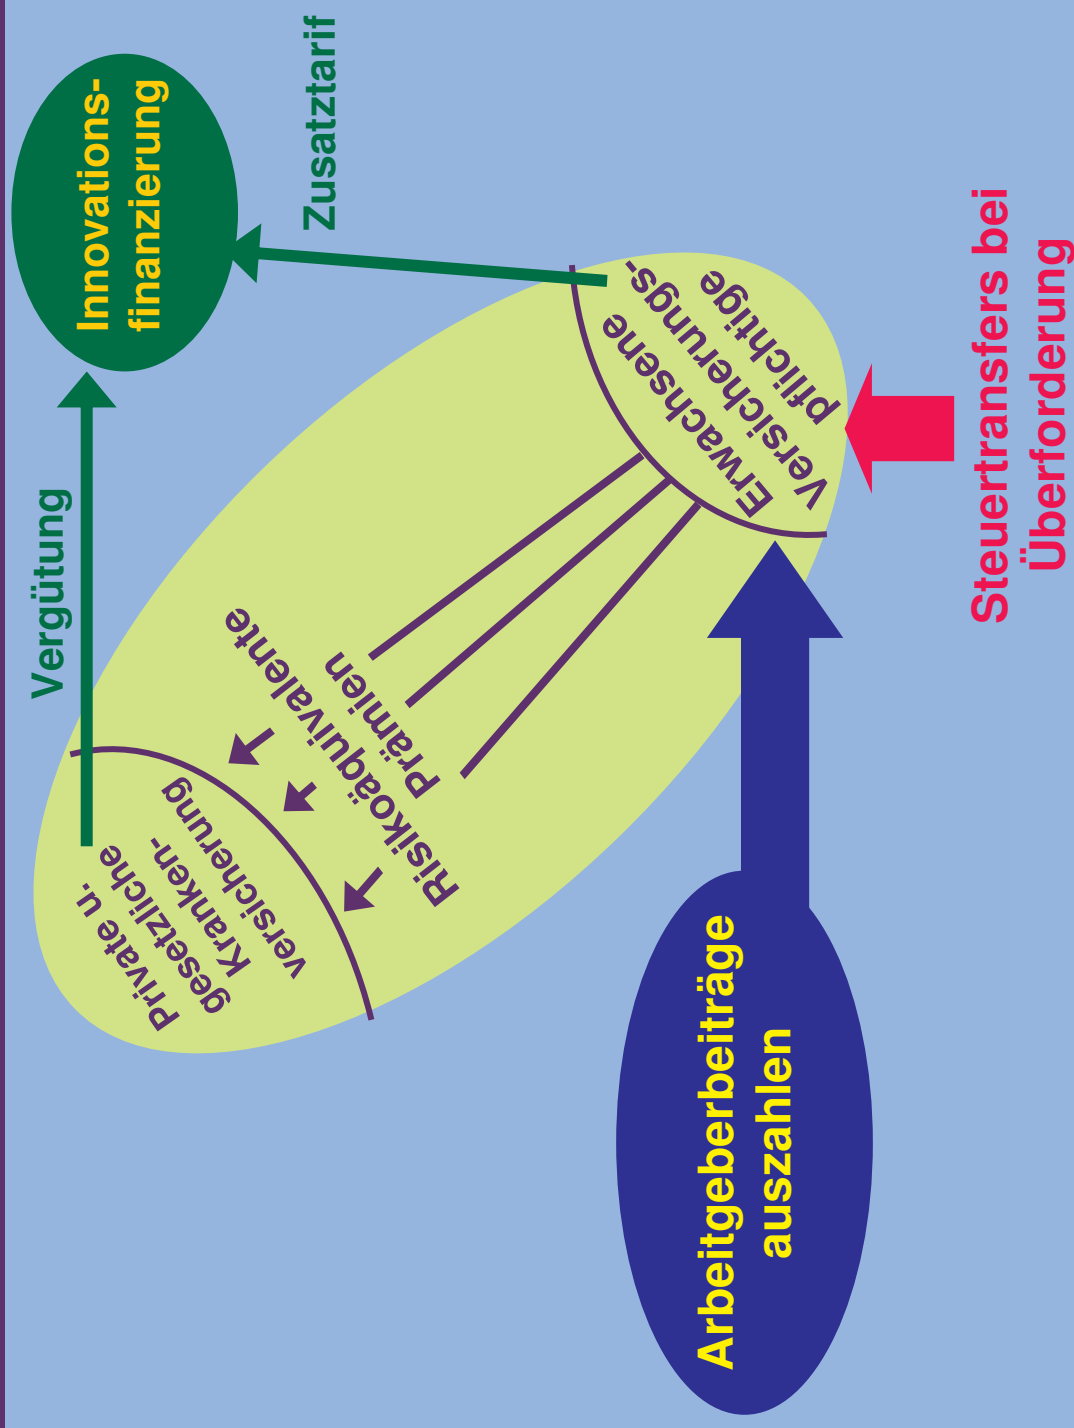 Private u.
gesetzliche
Kranken-
versicherung
Vergütung
Innovations-
finanzierung
Zusatztarif
Risikoäquivalente
Prämien
Erwachsene
Versicherungs-
pflichtige
Arbeitgeberbeiträge
auszahlen
Steuertransfers bei
Überforderung